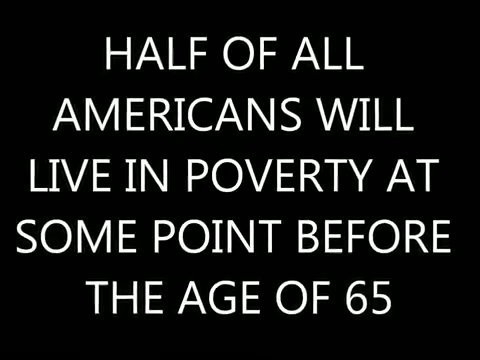 HALF OF ALL
AMERICANS WILL
LIVE IN POVERTY AT
SOME POINT BEFORE
THE AGE OF 65